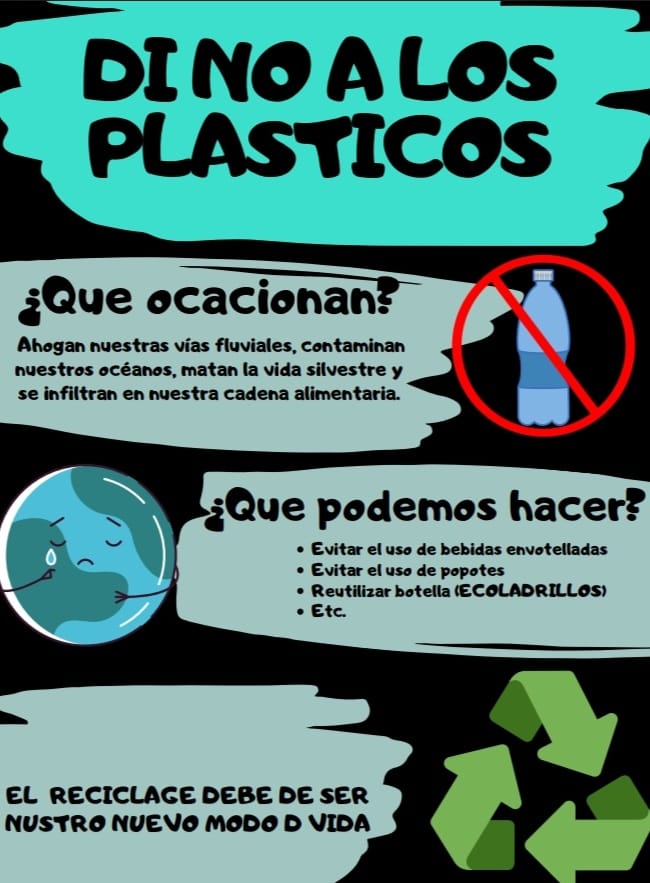 DI NO A LOS
PLASTICOS
¿Que ocacionan?
Ahogan nuestras vías fluviales, contaminan
nuestros océanos, matan la vida silvestre y
se infiltran en nuestra cadena alimentaria.
¿Que podemos hacer?
• Evitar el uso de bebidas envotelladas
• Evitar el uso de popotes
• Reutilizar botella (ECOLADRILLOS)
• Etc.
EL RECICLAGE DEBE DE SER
NUSTRO NUEVO MODO D VIDA